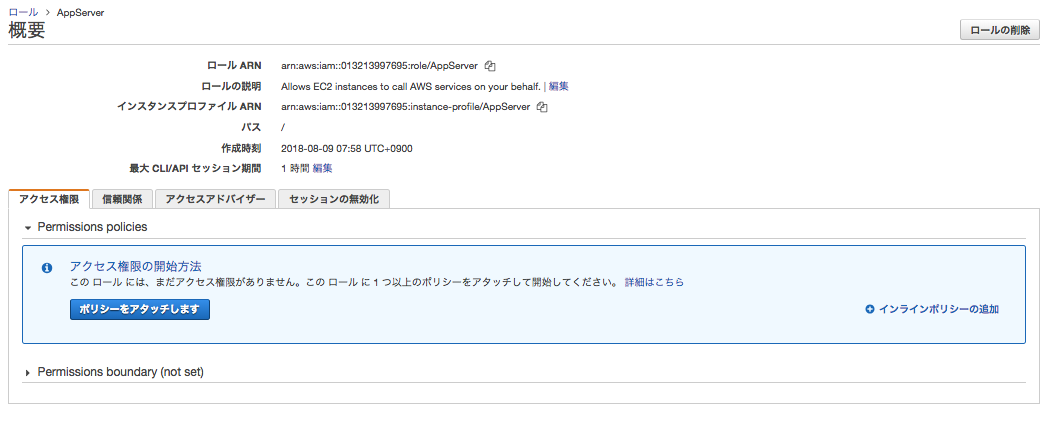 ロール > AppServer
概要
ロールの削除
ロール ARN arn:aws:iam::013213997695:role/AppServer
ロールの説明 Allows EC2 instances to call AWS services on your behalf. | 編集
インスタンスプロファイル ARN arn:aws:iam::013213997695:instance-profile/AppServer
パス /
作成時刻 2018-08-09 07:58 UTC+0900
最大 CLI/API セッション期間 1 時間 編集
アクセス権限 信頼関係 アクセスアドバイザー セッションの無効化
Permissions policies
アクセス権限の開始方法
この ロール には、まだアクセス権限がありません。この ロール に 1 つ以上のポリシーをアタッチして開始してください。 詳細はこちら
ポリシーをアタッチします インラインポリシーの追加
Permissions boundary (not set)